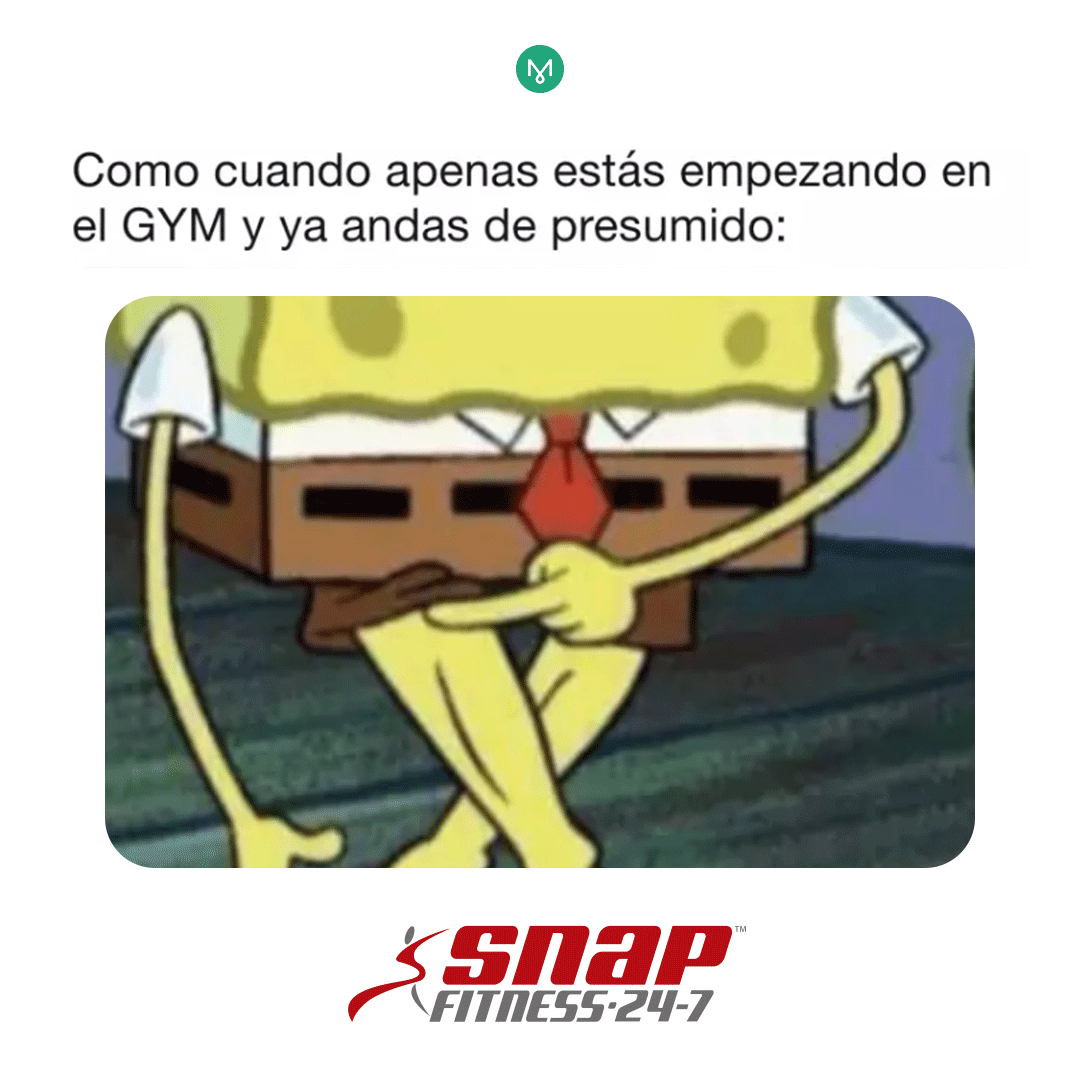 M
Como cuando apenas estás empezando en
el GYM y ya andas de presumido:
snap™
FITNESS·24-7